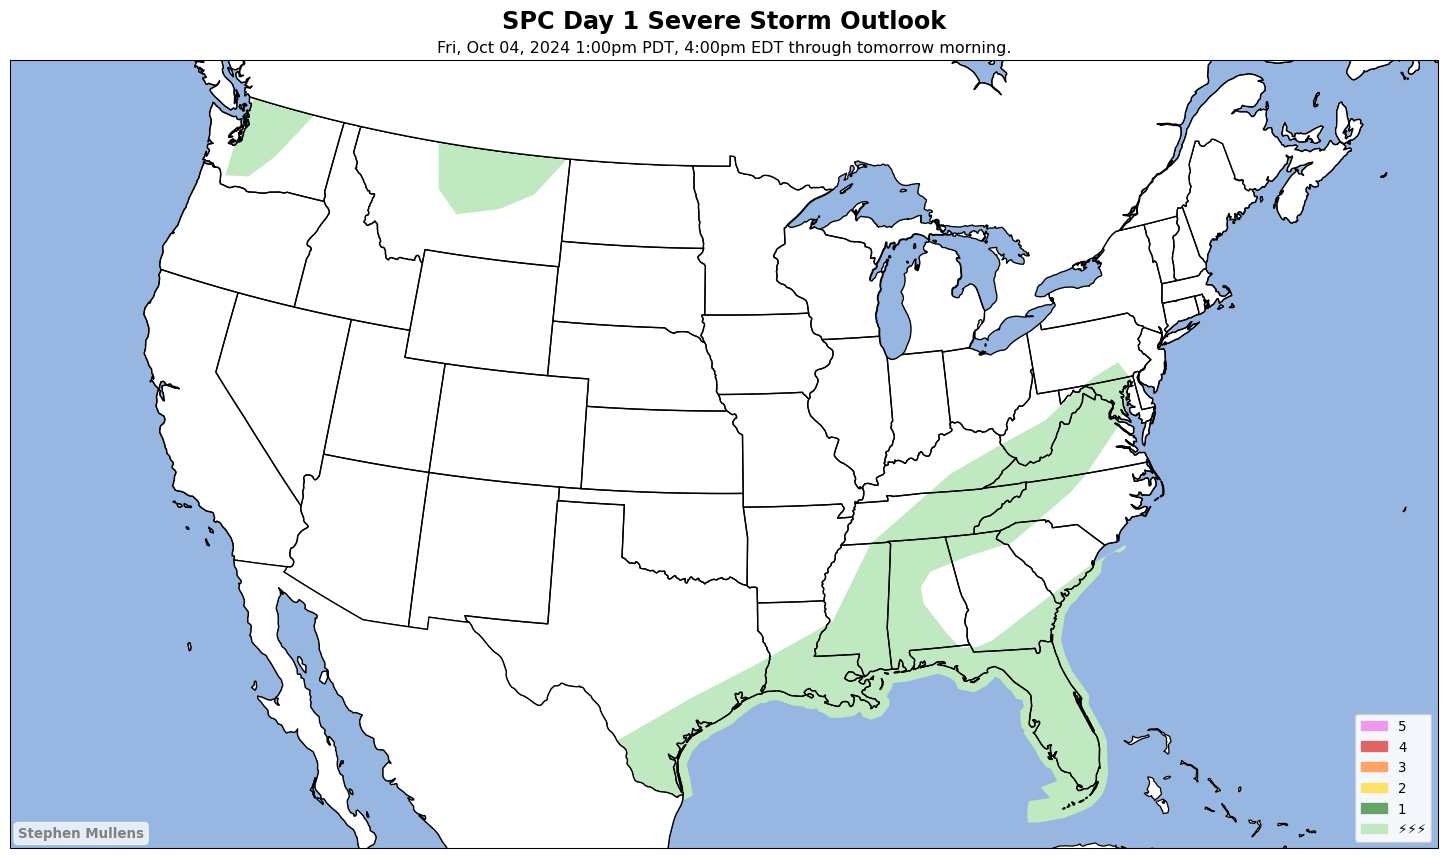 SPC Day 1 Severe Storm Outlook
Fri, Oct 04, 2024 1:00pm PDT, 4:00pm EDT through tomorrow morning.
5
4
3
2
1
⚡⚡⚡
Stephen Mullens